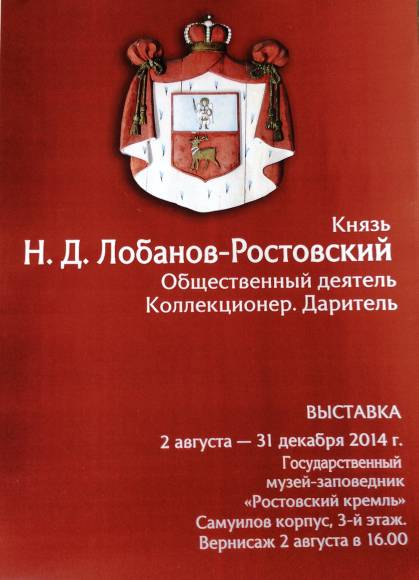 Князь
Н. Д. Лобанов-Ростовский
Общественный деятель
Коллекционер. Даритель
ВЫСТАВКА
2 августа — 31 декабря 2014 г.
Государственный
музей-заповедник
«Ростовский кремль»
Самуилов корпус, 3-й этаж.
Вернисаж 2 августа в 16.00